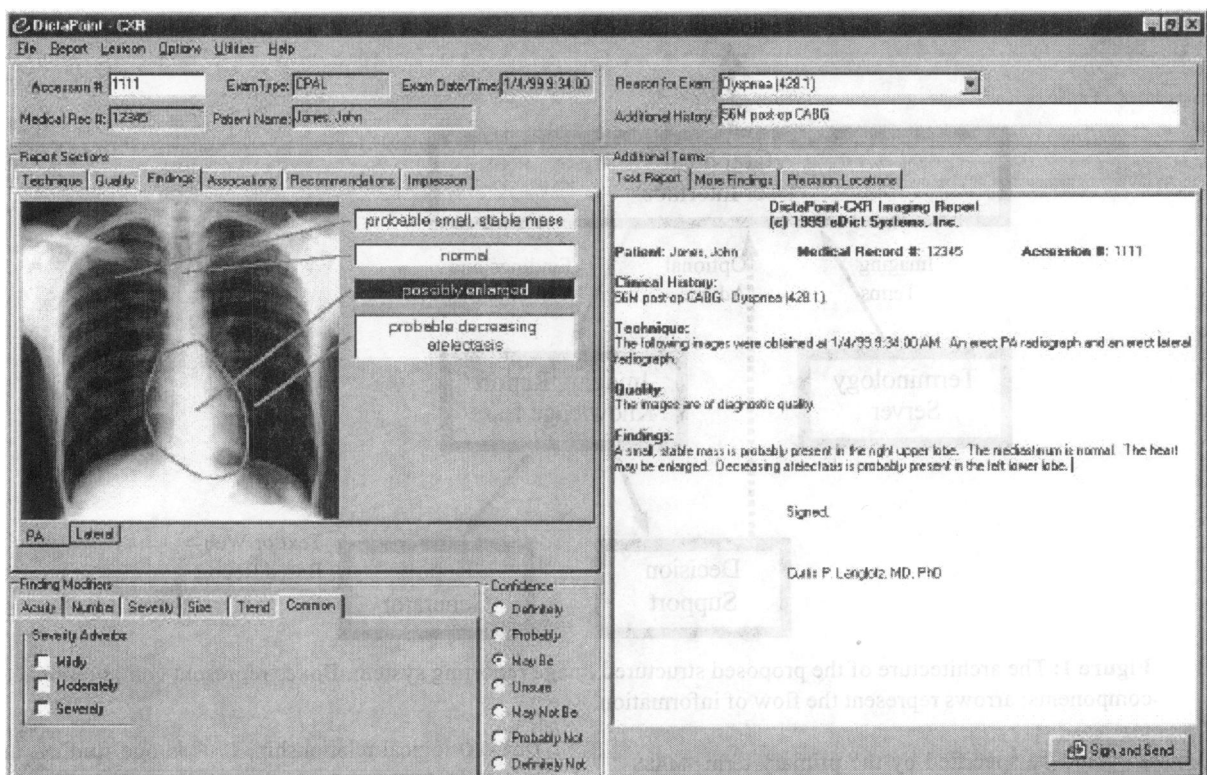 DictaPoint - CXR
File Report Lexicon Options Utilities Help
Accession #: 1111 Exam Type: CPAL Exam Date/Time: 1/4/99 9:34:00
Medical Rec #: 12345 Patient Name: Jones, John
Reason for Exam: Dyspnea (428.1)
Additional History: 56M post-op CABG
Report Sections
Technique Quality Findings Associations Recommendations Impression
probable small, stable mass
normal
possibly enlarged
probable decreasing
atelectasis
PA Lateral
Finding Modifiers
Acuity Number Severity Size Trend Common
Severity Adverbs
Mildly
Moderately
Severely
Confidence
Definitely
Probably
May Be
Unsure
May Not Be
Probably Not
Definitely Not
Additional Terms
Text Report More Findings Precision Locations
DictaPoint-CXR Imaging Report
(c) 1999 eDict Systems, Inc.
Patient: Jones, John Medical Record #: 12345 Accession #: 1111
Clinical History:
56M post-op CABG. Dyspnea (428.1).
Technique:
The following images were obtained at 1/4/99 9:34:00 AM. An erect PA radiograph and an erect lateral
radiograph.
Quality:
The images are of diagnostic quality.
Findings:
A small, stable mass is probably present in the right upper lobe. The mediastinum is normal. The heart
may be enlarged. Decreasing atelectasis is probably present in the left lower lobe.
Signed,
Curtis P. Langlotz, MD, PhD
Sign and Send